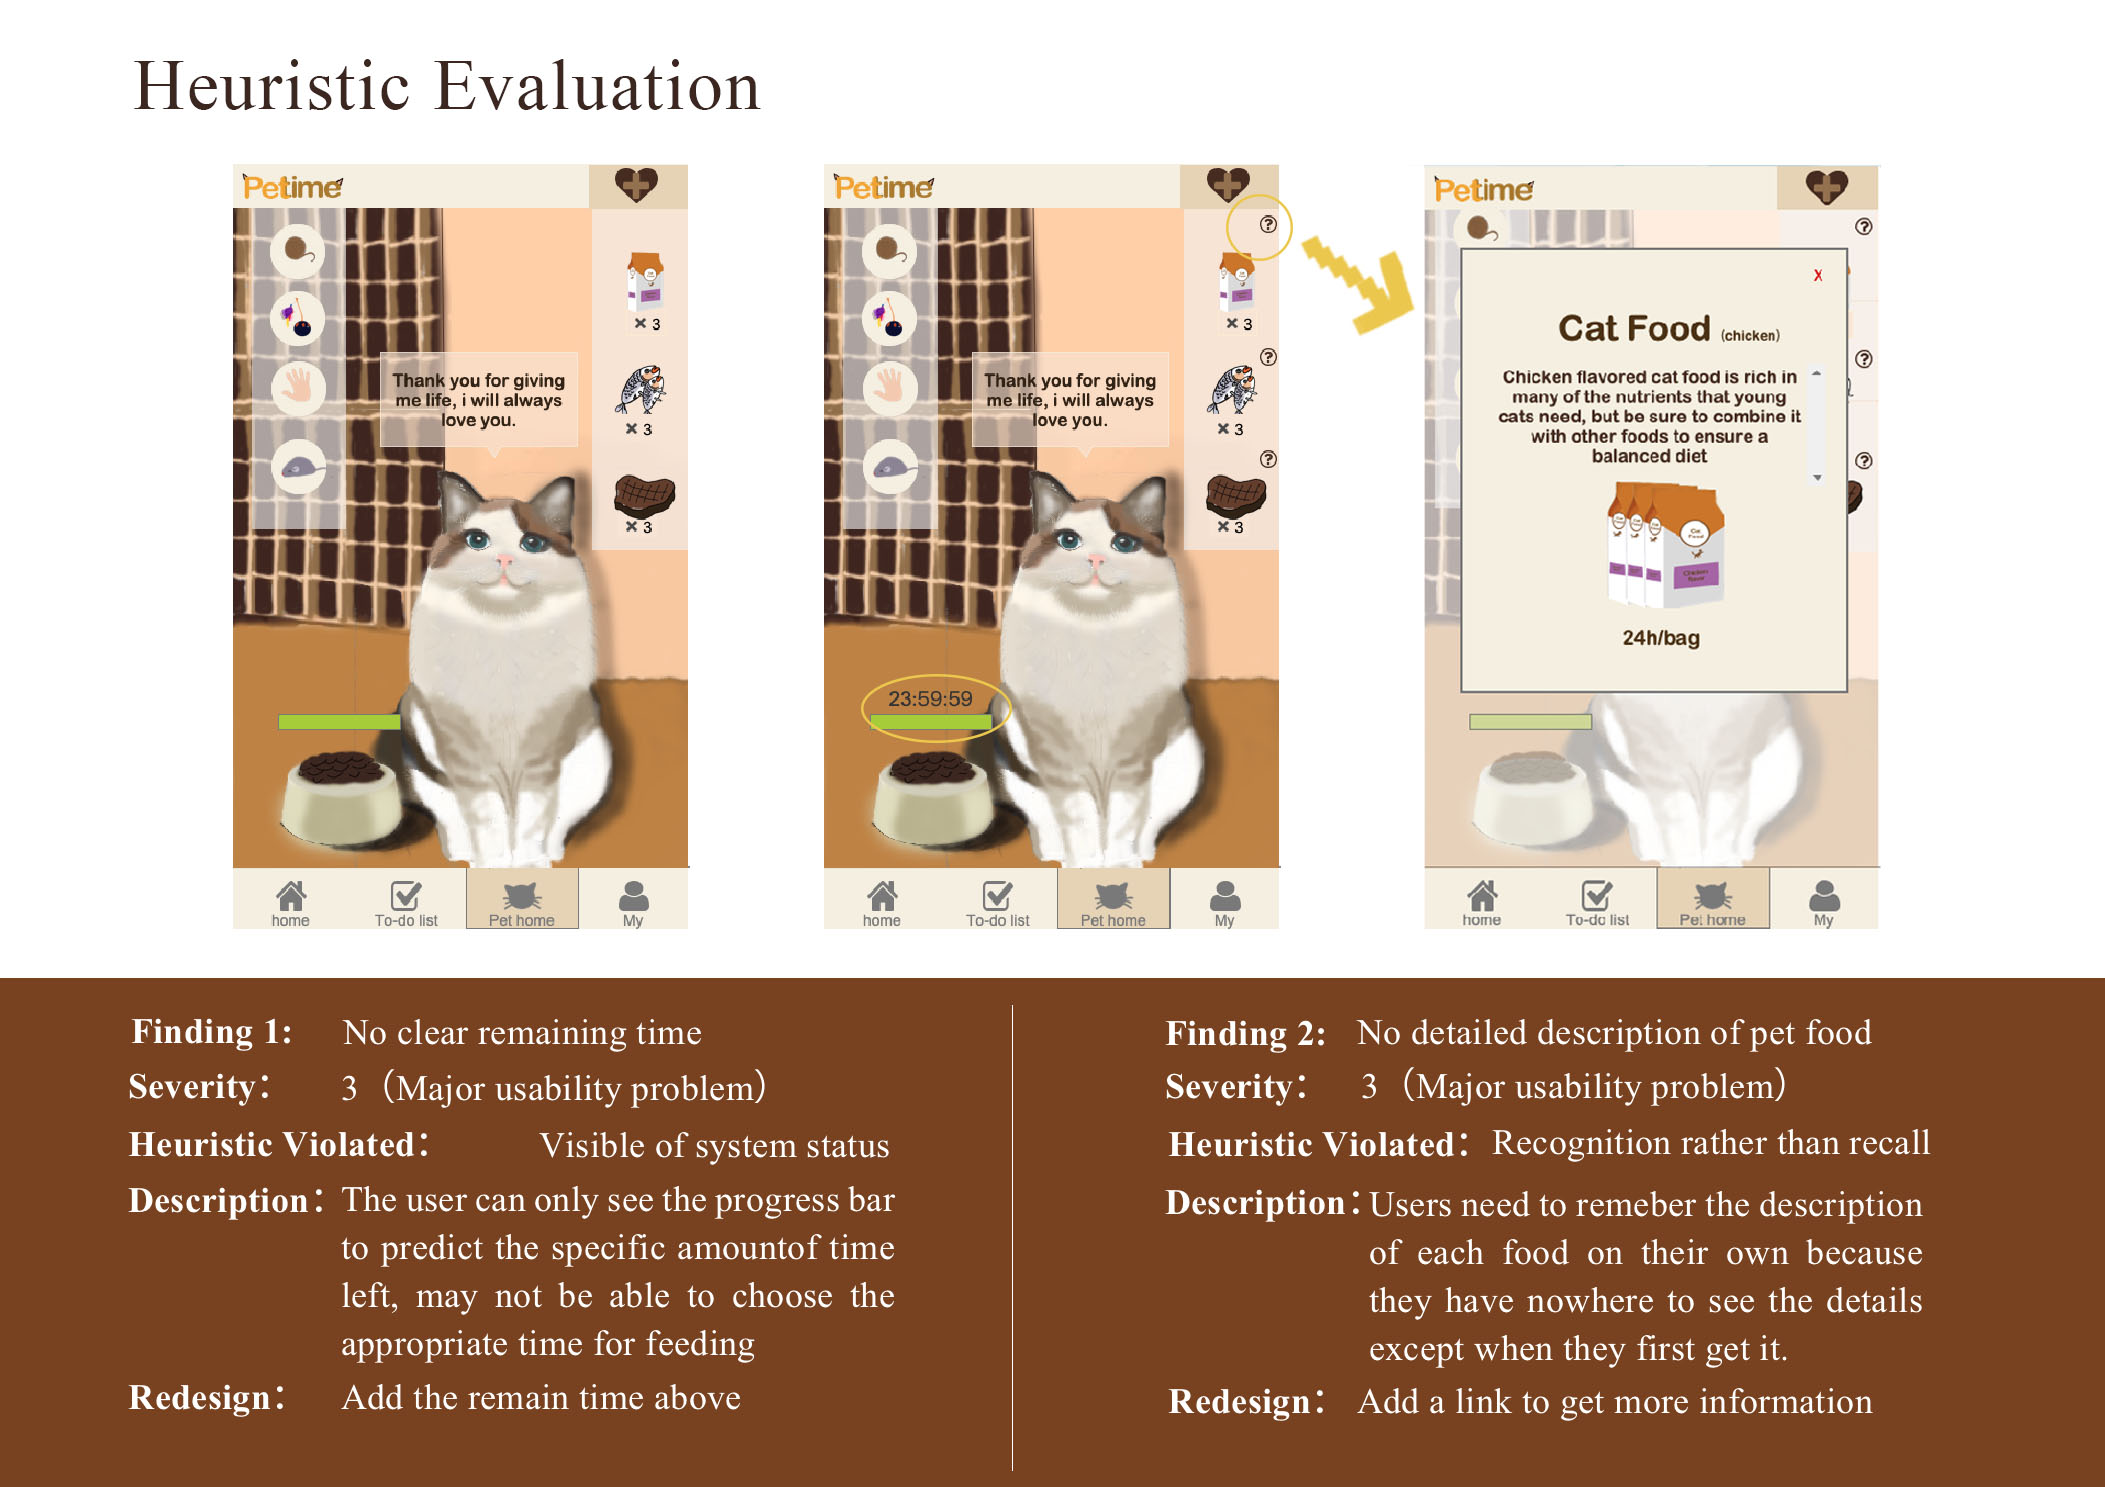 Heuristic Evaluation
Petime
× 3
Thank you for giving
me life, i will always
love you.
× 3
× 3
home
To-do list
Pet home
My
Petime
?
× 3
?
Thank you for giving
me life, i will always
love you.
× 3
?
× 3
23:59:59
home
To-do list
Pet home
My
Petime
?
X
Cat Food (chicken)
?
Chicken flavored cat food is rich in
many of the nutrients that young
cats need, but be sure to combine it
with other foods to ensure a
balanced diet
?
Cat
Food
Chicken
flavor
24h/bag
home
To-do list
Pet home
My
Finding 1: No clear remaining time
Severity： 3（Major usability problem）
Heuristic Violated： Visible of system status
Description： The user can only see the progress bar
to predict the specific amountof time
left, may not be able to choose the
appropriate time for feeding
Redesign： Add the remain time above
Finding 2: No detailed description of pet food
Severity： 3（Major usability problem）
Heuristic Violated： Recognition rather than recall
Description：Users need to remeber the description
of each food on their own because
they have nowhere to see the details
except when they first get it.
Redesign： Add a link to get more information